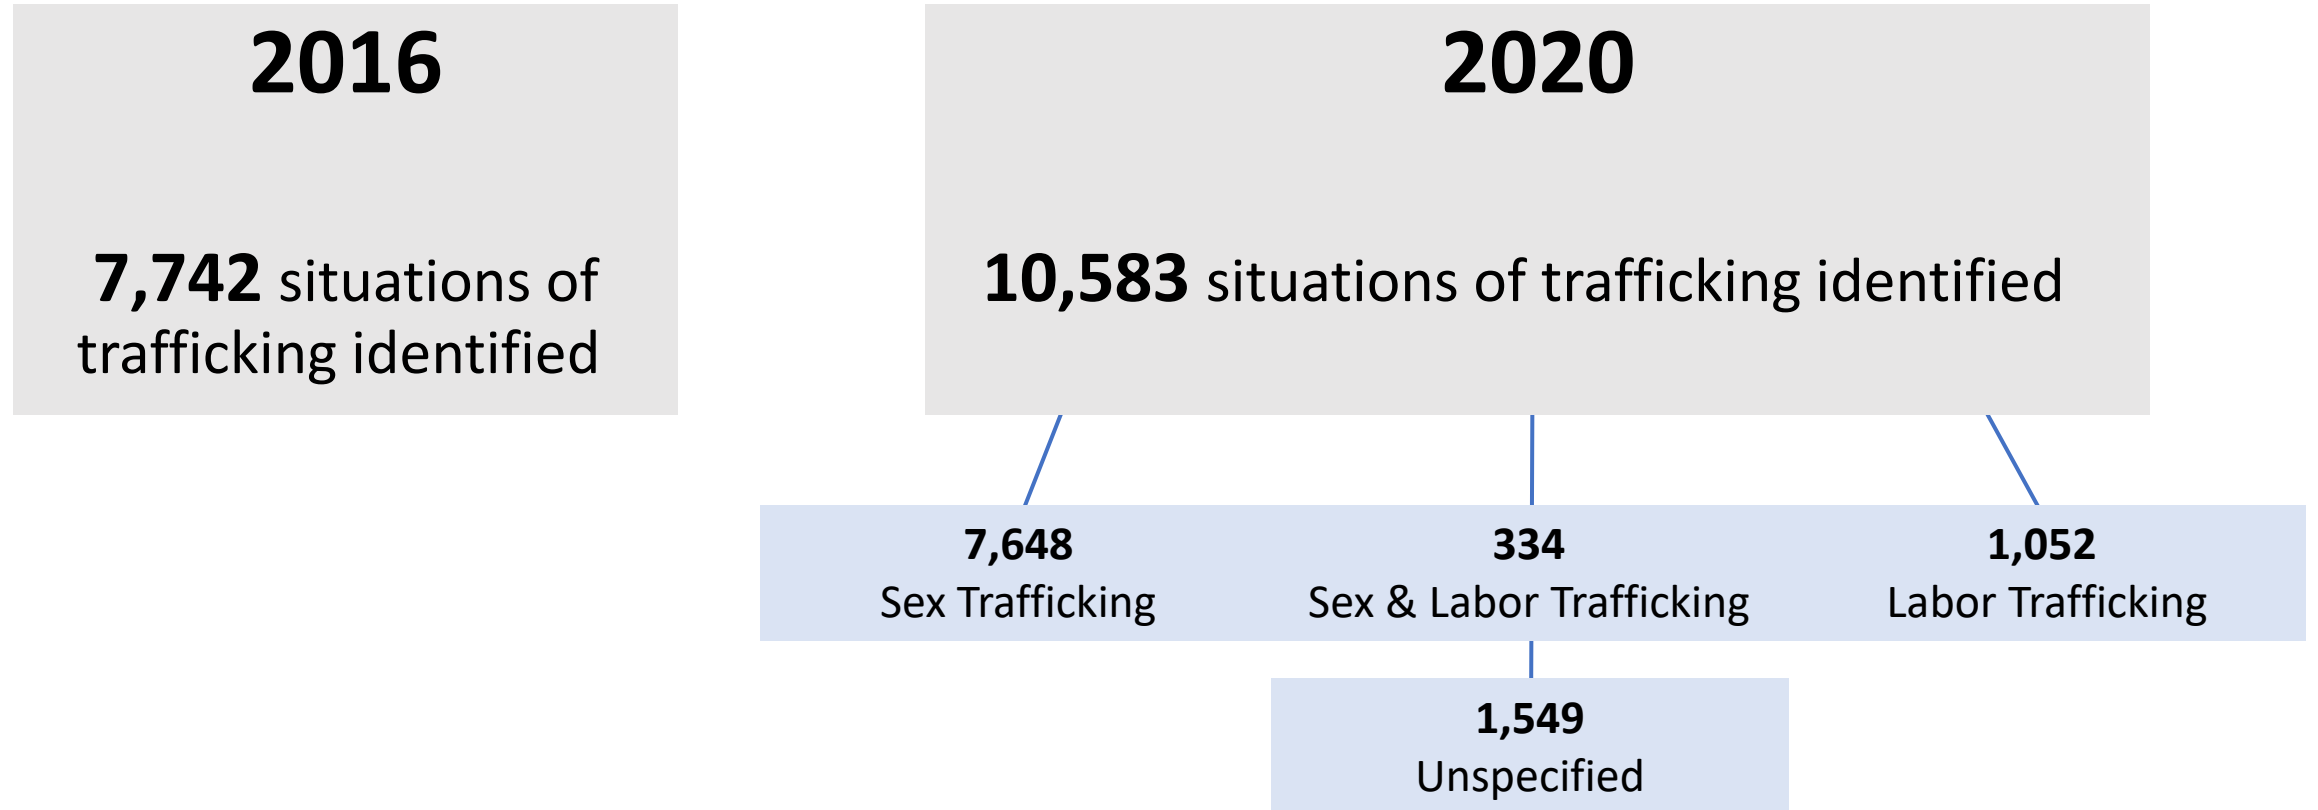 2016
7,742 situations of
trafficking identified
2020
10,583 situations of trafficking identified
7,648
Sex Trafficking
334
Sex & Labor Trafficking
1,052
Labor Trafficking
1,549
Unspecified